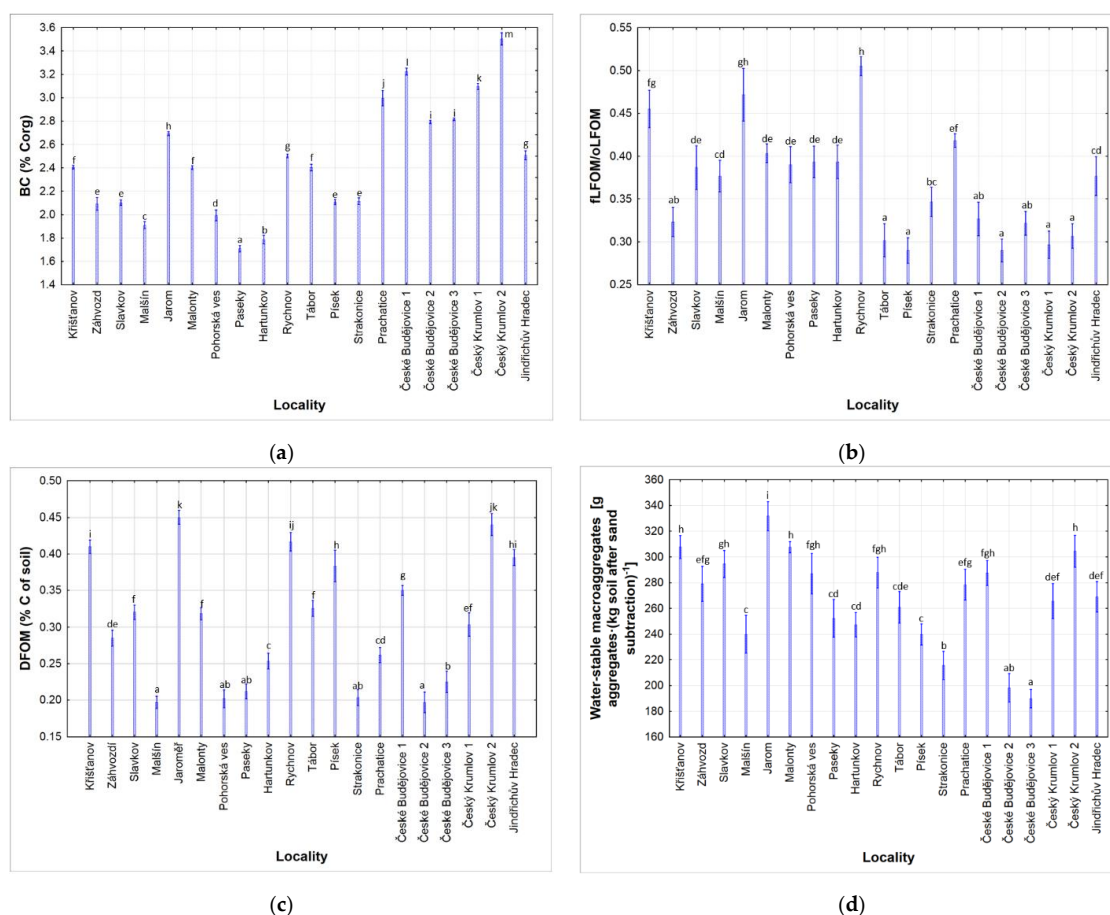 BC (% Corg)
3.6
3.4
3.2
3.0
2.8
2.6
2.4
2.2
2.0
1.8
1.6
1.4
f
e
e
c
h
f
d
a
b
g
f
e
e
j
l
i
i
k
m
g
Křišťanov
Záhvozd
Slavkov
Malšín
Jarom
Malonty
Pohorská ves
Paseky
Hartunkov
Rychnov
Tábor
Písek
Strakonice
Prachatice
České Budějovice 1
České Budějovice 2
České Budějovice 3
Český Krumlov 1
Český Krumlov 2
Jindřichův Hradec
Locality
(a)
fLFOM/oLFOM
0.55
0.50
0.45
0.40
0.35
0.30
0.25
fg
ab
de
cd
gh
de
de
de
de
h
a
a
bc
ef
ab
a
ab
a
a
cd
Křišťanov
Záhvozd
Slavkov
Malšín
Jarom
Malonty
Pohorská ves
Paseky
Hartunkov
Rychnov
Tábor
Písek
Strakonice
Prachatice
České Budějovice 1
České Budějovice 2
České Budějovice 3
Český Krumlov 1
Český Krumlov 2
Jindřichův Hradec
Locality
(b)
DFOM (% C of soil)
0.50
0.45
0.40
0.35
0.30
0.25
0.20
0.15
i
de
f
a
k
f
ab
ab
c
ij
f
h
ab
cd
g
a
b
ef
jk
hi
Křišťanov
Záhvozdí
Slavkov
Malšín
Jaroměř
Malonty
Pohorská ves
Paseky
Hartunkov
Rychnov
Tábor
Písek
Strakonice
Prachatice
České Budějovice 1
České Budějovice 2
České Budějovice 3
Český Krumlov 1
Český Krumlov 2
Jindřichův Hradec
Locality
(c)
Water-stable macroaggregates [g
aggregates·(kg soil after sand
subtraction)⁻¹]
360
340
320
300
280
260
240
220
200
180
160
h
efg
gh
c
i
h
fgh
cd
cd
fgh
cde
c
b
efg
fgh
ab
a
def
h
def
Křišťanov
Záhvozd
Slavkov
Malšín
Jarom
Malonty
Pohorská ves
Paseky
Hartunkov
Rychnov
Tábor
Písek
Strakonice
Prachatice
České Budějovice 1
České Budějovice 2
České Budějovice 3
Český Krumlov 1
Český Krumlov 2
Jindřichův Hradec
Locality
(d)